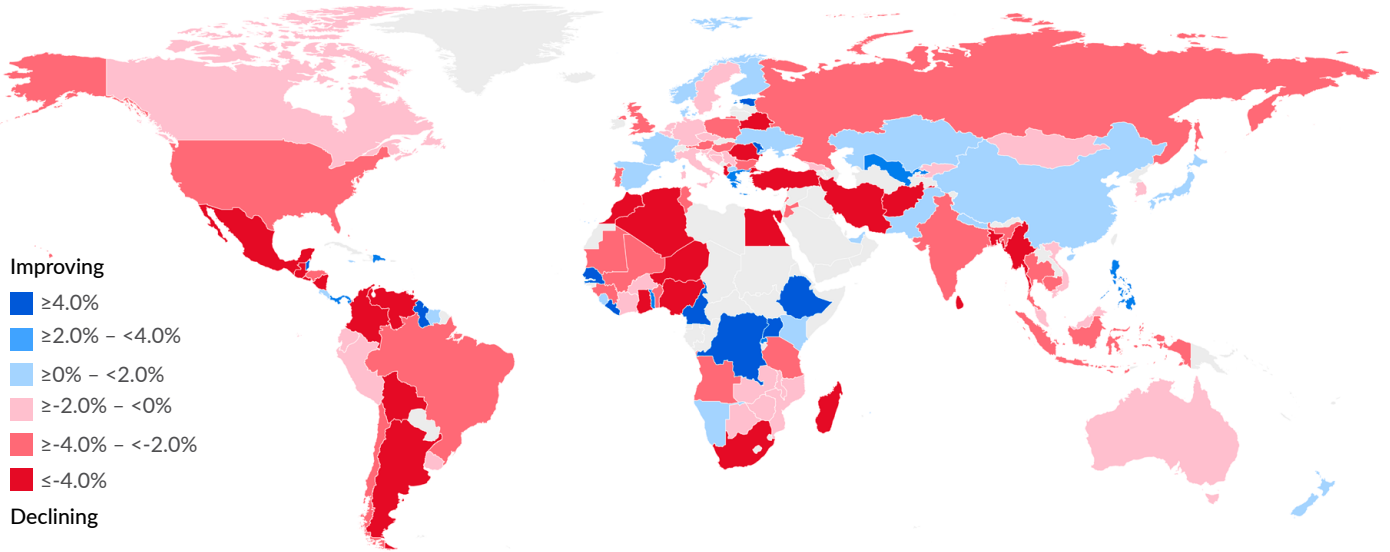 Improving
≥4.0%
≥2.0% – <4.0%
≥0% – <2.0%
≥-2.0% – <0%
≥-4.0% – <-2.0%
≤-4.0%
Declining